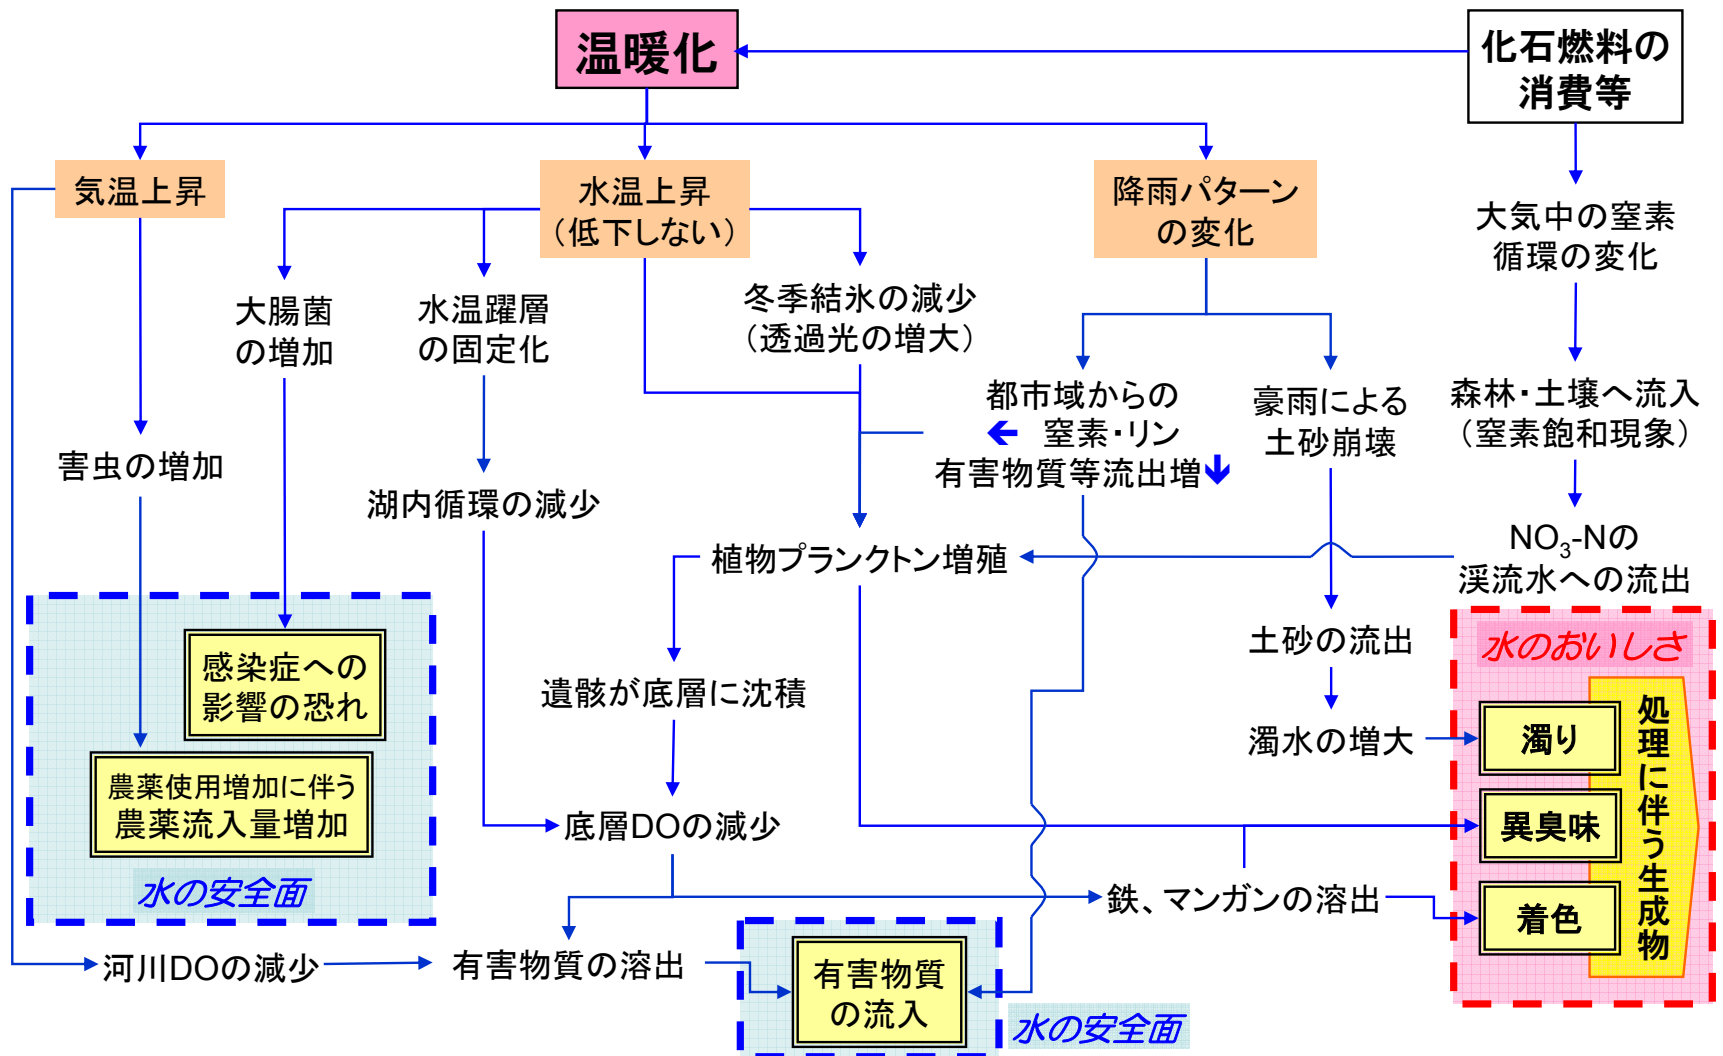 温暖化
化石燃料の
消費等
気温上昇
水温上昇
（低下しない）
降雨パターン
の変化
大気中の窒素
循環の変化
大腸菌
の増加
水温躍層
の固定化
冬季結氷の減少
（透過光の増大）
都市域からの
窒素・リン
有害物質等流出増
豪雨による
土砂崩壊
森林・土壌へ流入
（窒素飽和現象）
害虫の増加
湖内循環の減少
植物プランクトン増殖
NO₃-Nの
渓流水への流出
感染症への
影響の恐れ
農薬使用増加に伴う
農薬流入量増加
水の安全面
遺骸が底層に沈積
土砂の流出
濁水の増大
水のおいしさ
濁り
異臭味
着色
処理に伴う生成物
底層DOの減少
鉄、マンガンの溶出
河川DOの減少
有害物質の溶出
有害物質
の流入
水の安全面